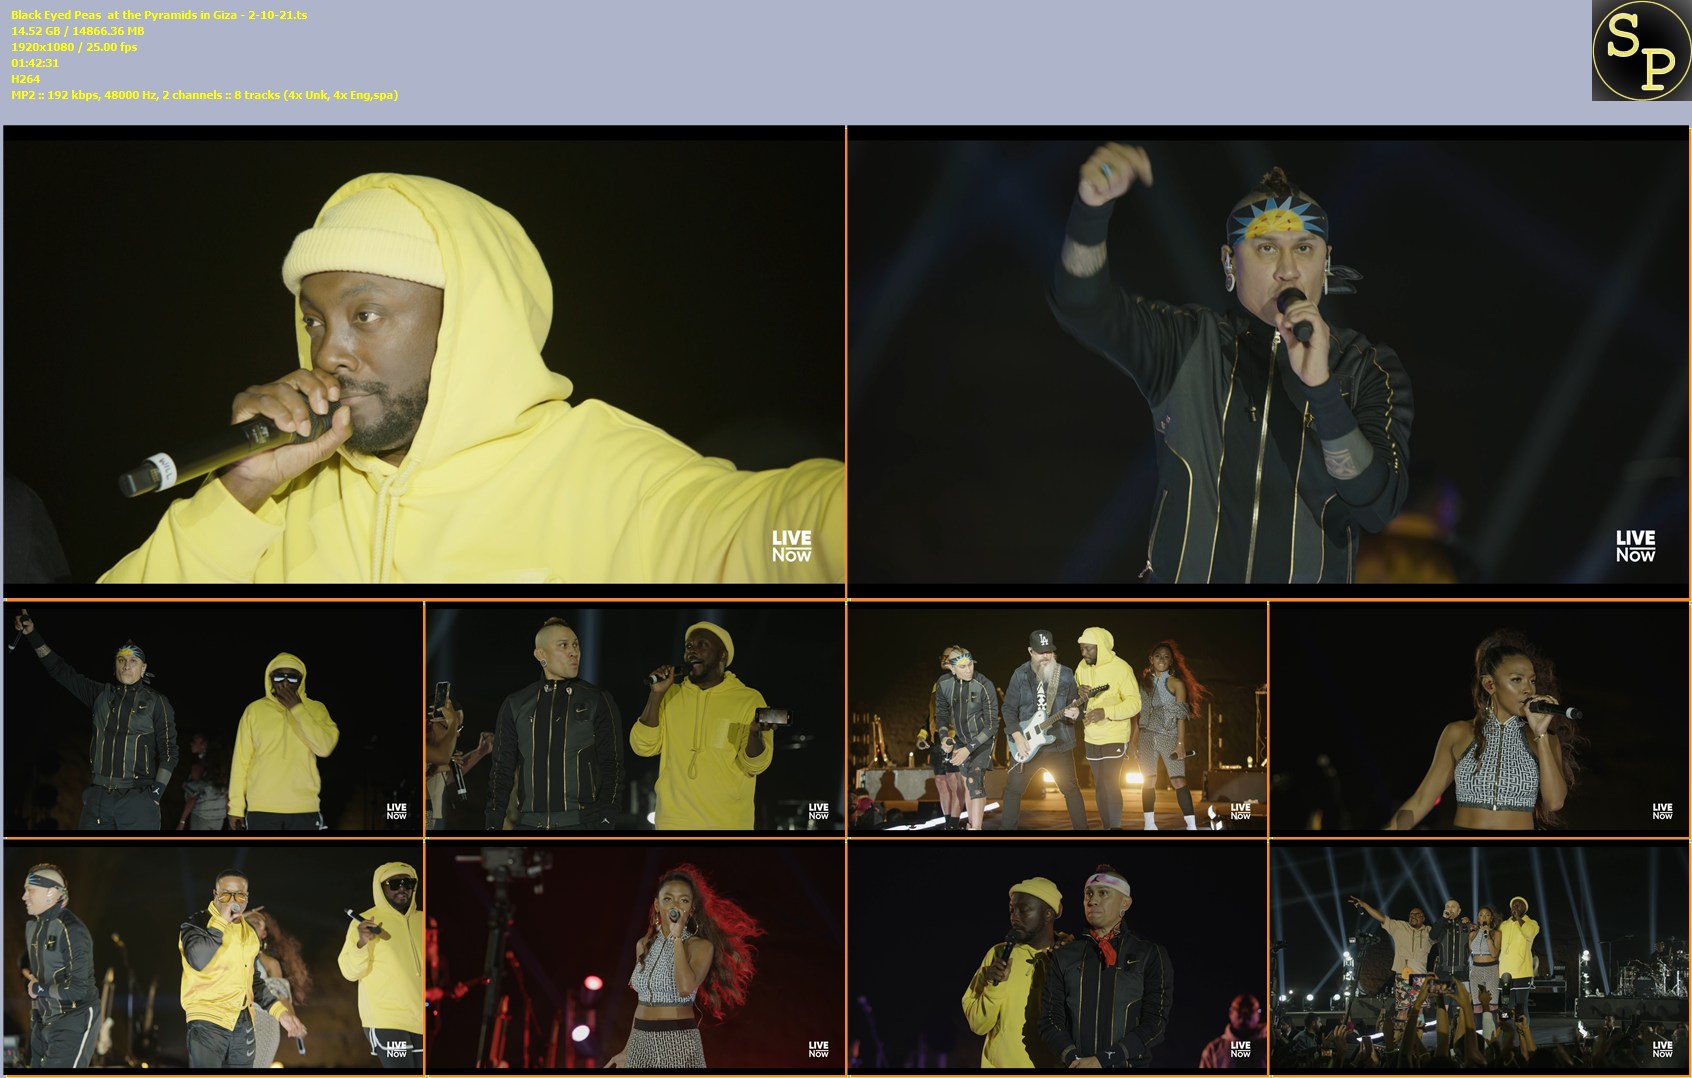 Black Eyed Peas  at the Pyramids in Giza - 2-10-21.ts
14.52 GB / 14866.36 MB
1920x1080 / 25.00 fps
01:42:31
H264
MP2 :: 192 kbps, 48000 Hz, 2 channels :: 8 tracks (4x Unk, 4x Eng,spa)
SP
WILL
LIVE
NOW
LIVE
NOW
LA
LIVE
NOW
LIVE
NOW
LIVE
NOW
LIVE
NOW
LIVE
NOW
LIVE
NOW
LIVE
NOW
LIVE
NOW